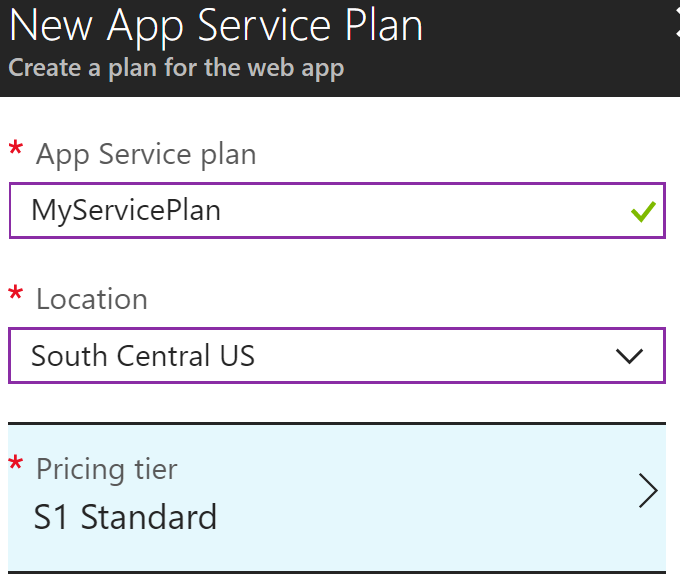 New App Service Plan
Create a plan for the web app
* App Service plan
MyServicePlan
* Location
South Central US
* Pricing tier
S1 Standard